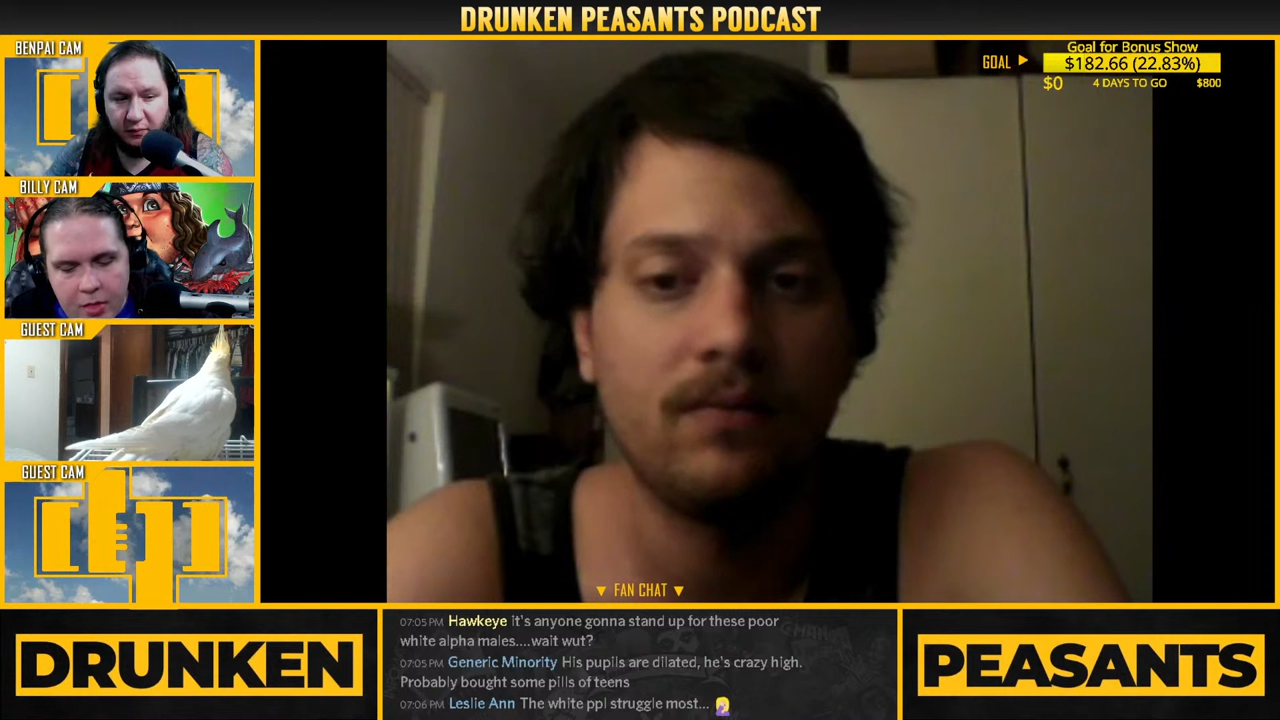 DRUNKEN PEASANTS PODCAST
BENPAI CAM
BILLY CAM
GUEST CAM
GUEST CAM
Goal for Bonus Show
GOAL ▶ $182.66 (22.83%)
$0 4 DAYS TO GO $800
▼ FAN CHAT ▼
07:05 PM Hawkeye it's anyone gonna stand up for these poor
white alpha males....wait wut?
07:05 PM Generic Minority His pupils are dilated, he's crazy high.
Probably bought some pills of teens
07:06 PM Leslie Ann The white ppl struggle most...
DRUNKEN
PEASANTS